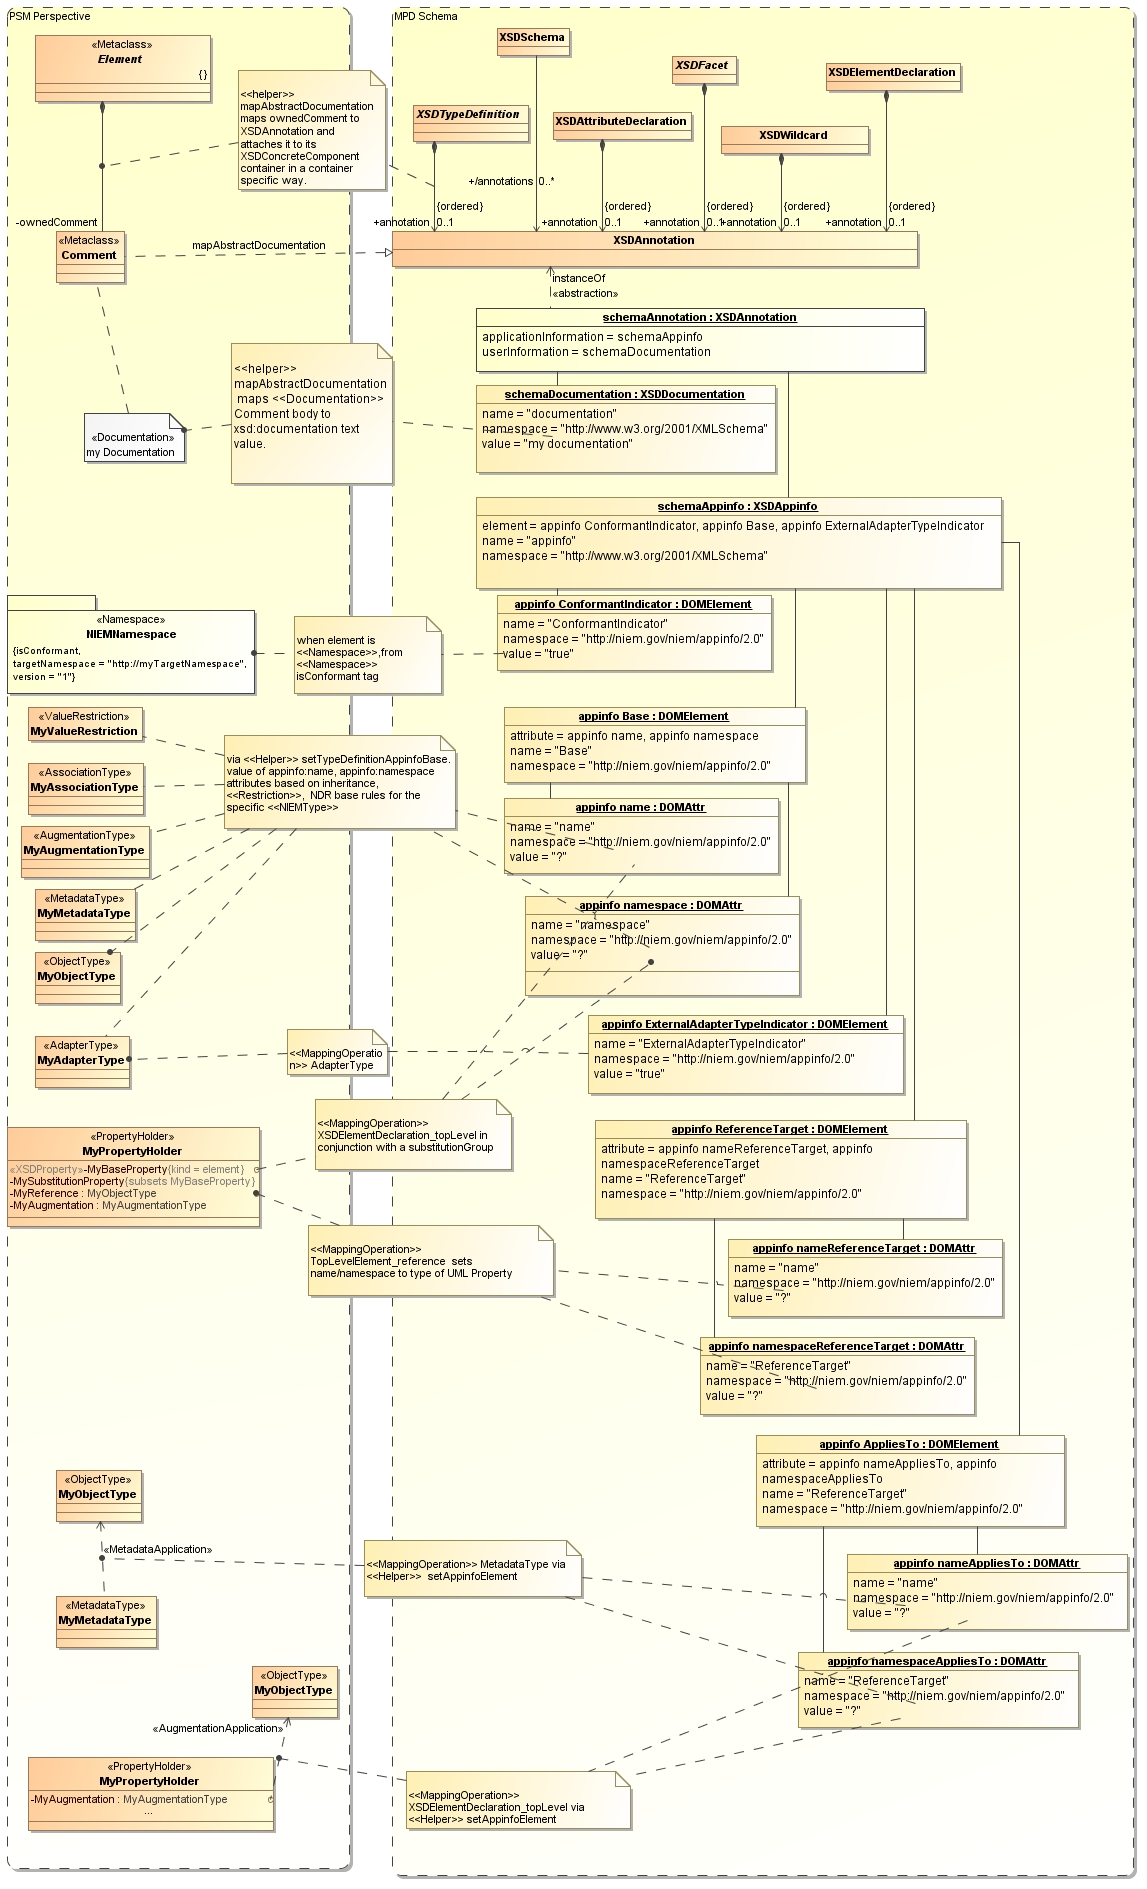 PSM Perspective
MPD Schema
«Metaclass»
Element
{}
<<helper>>
mapAbstractDocumentation
maps ownedComment to
XSDAnnotation and
attaches it to its
XSDConcreteComponent
container in a container
specific way.
XSDSchema
XSDFacet
XSDElementDeclaration
XSDTypeDefinition
XSDAttributeDeclaration
XSDWildcard
+/annotations 0..*
{ordered}
{ordered}
{ordered}
{ordered}
{ordered}
+annotation 0..1
+annotation 0..1
+annotation 0..1
+annotation 0..1
+annotation 0..1
-ownedComment
«Metaclass»
Comment
mapAbstractDocumentation
XSDAnnotation
instanceOf
«abstraction»
schemaAnnotation : XSDAnnotation
applicationInformation = schemaAppinfo
userInformation = schemaDocumentation
<<helper>>
mapAbstractDocumentation
maps <<Documentation>>
Comment body to
xsd:documentation text
value.
«Documentation»
my Documentation
schemaDocumentation : XSDDocumentation
name = "documentation"
namespace = "http://www.w3.org/2001/XMLSchema"
value = "my documentation"
schemaAppinfo : XSDAppinfo
element = appinfo ConformantIndicator, appinfo Base, appinfo ExternalAdapterTypeIndicator
name = "appinfo"
namespace = "http://www.w3.org/2001/XMLSchema"
«Namespace»
NIEMNamespace
{isConformant,
targetNamespace = "http://myTargetNamespace",
version = "1"}
when element is
<<Namespace>>,from
<<Namespace>>
isConformant tag
appinfo ConformantIndicator : DOMElement
name = "ConformantIndicator"
namespace = "http://niem.gov/niem/appinfo/2.0"
value = "true"
«ValueRestriction»
MyValueRestriction
«AssociationType»
MyAssociationType
«AugmentationType»
MyAugmentationType
«MetadataType»
MyMetadataType
«ObjectType»
MyObjectType
«AdapterType»
MyAdapterType
via <<Helper>> setTypeDefinitionAppinfoBase.
value of appinfo:name, appinfo:namespace
attributes based on inheritance,
<<Restriction>>, NDR base rules for the
specific <<NIEMType>>
appinfo Base : DOMElement
attribute = appinfo name, appinfo namespace
name = "Base"
namespace = "http://niem.gov/niem/appinfo/2.0"
appinfo name : DOMAttr
name = "name"
namespace = "http://niem.gov/niem/appinfo/2.0"
value = "?"
appinfo namespace : DOMAttr
name = "namespace"
namespace = "http://niem.gov/niem/appinfo/2.0"
value = "?"
<<MappingOperatio
n>> AdapterType
appinfo ExternalAdapterTypeIndicator : DOMElement
name = "ExternalAdapterTypeIndicator"
namespace = "http://niem.gov/niem/appinfo/2.0"
value = "true"
<<MappingOperation>>
XSDElementDeclaration_topLevel in
conjunction with a substitutionGroup
«PropertyHolder»
MyPropertyHolder
«XSDProperty»-MyBaseProperty{kind = element}
-MySubstitutionProperty{subsets MyBaseProperty}
-MyReference : MyObjectType
-MyAugmentation : MyAugmentationType
appinfo ReferenceTarget : DOMElement
attribute = appinfo nameReferenceTarget, appinfo
namespaceReferenceTarget
name = "ReferenceTarget"
namespace = "http://niem.gov/niem/appinfo/2.0"
<<MappingOperation>>
TopLevelElement_reference sets
name/namespace to type of UML Property
appinfo nameReferenceTarget : DOMAttr
name = "name"
namespace = "http://niem.gov/niem/appinfo/2.0"
value = "?"
appinfo namespaceReferenceTarget : DOMAttr
name = "ReferenceTarget"
namespace = "http://niem.gov/niem/appinfo/2.0"
value = "?"
appinfo AppliesTo : DOMElement
attribute = appinfo nameAppliesTo, appinfo
namespaceAppliesTo
name = "ReferenceTarget"
namespace = "http://niem.gov/niem/appinfo/2.0"
«ObjectType»
MyObjectType
«MetadataApplication»
«MetadataType»
MyMetadataType
<<MappingOperation>> MetadataType via
<<Helper>> setAppinfoElement
appinfo nameAppliesTo : DOMAttr
name = "name"
namespace = "http://niem.gov/niem/appinfo/2.0"
value = "?"
appinfo namespaceAppliesTo : DOMAttr
name = "ReferenceTarget"
namespace = "http://niem.gov/niem/appinfo/2.0"
value = "?"
«ObjectType»
MyObjectType
«AugmentationApplication»
«PropertyHolder»
MyPropertyHolder
-MyAugmentation : MyAugmentationType
...
<<MappingOperation>>
XSDElementDeclaration_topLevel via
<<Helper>> setAppinfoElement